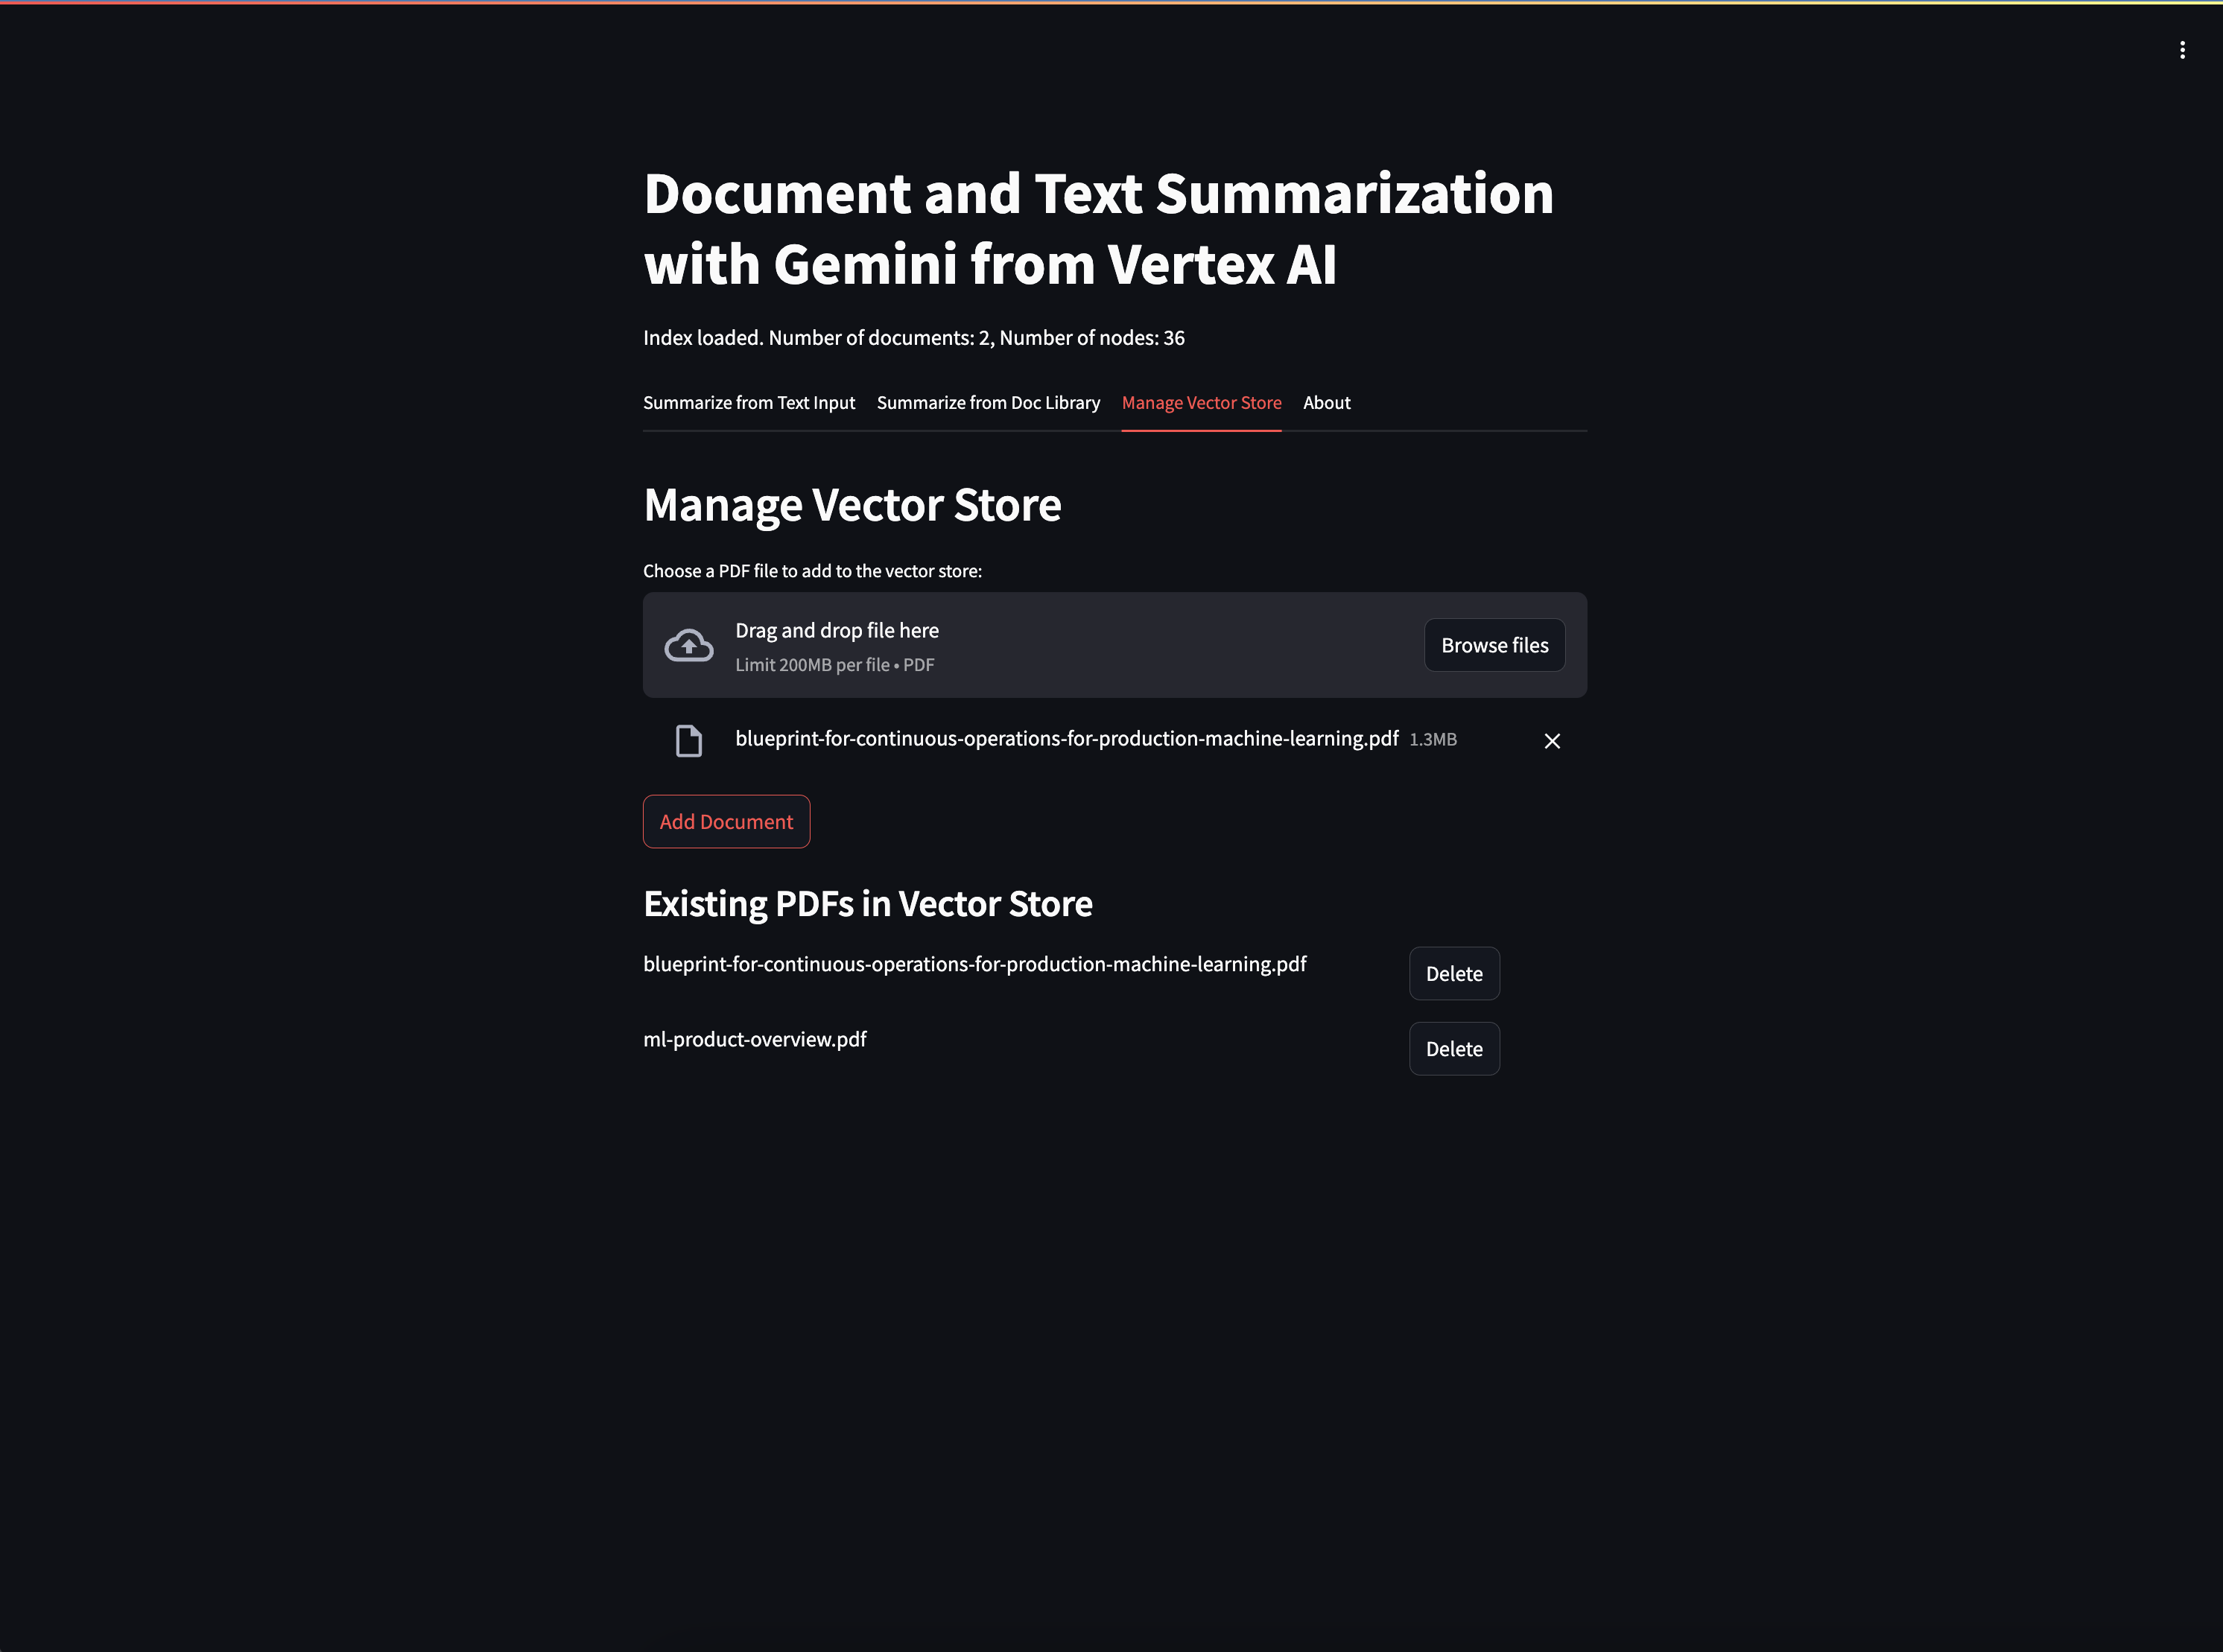 Document and Text Summarization
with Gemini from Vertex AI
Index loaded. Number of documents: 2, Number of nodes: 36
Summarize from Text Input Summarize from Doc Library Manage Vector Store About
Manage Vector Store
Choose a PDF file to add to the vector store:
Drag and drop file here
Limit 200MB per file • PDF
Browse files
blueprint-for-continuous-operations-for-production-machine-learning.pdf 1.3MB
Add Document
Existing PDFs in Vector Store
blueprint-for-continuous-operations-for-production-machine-learning.pdf
Delete
ml-product-overview.pdf
Delete